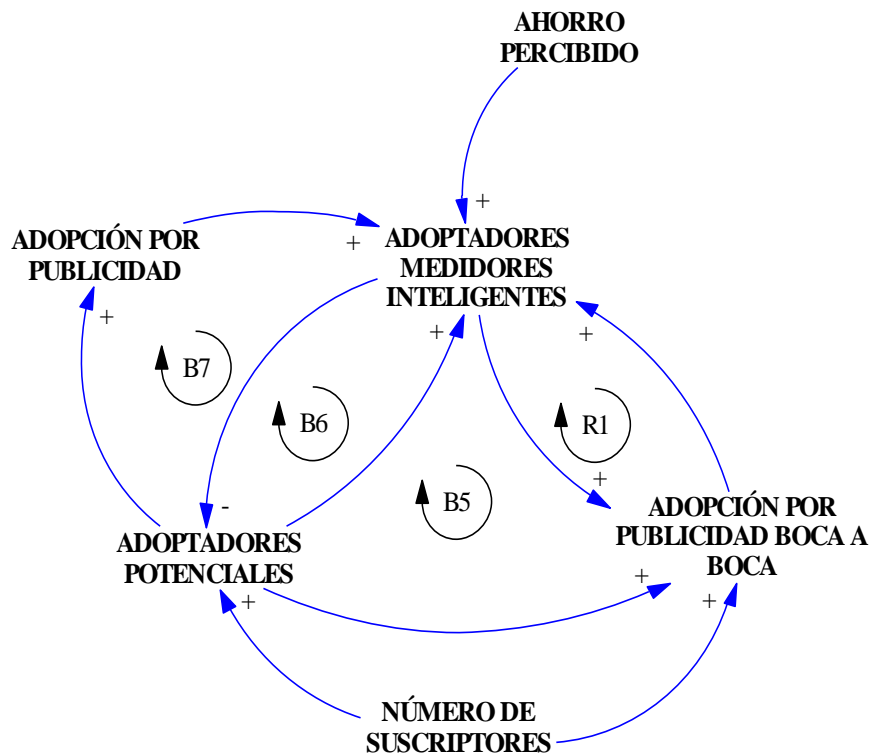 AHORRO
PERCIBIDO
+
ADOPCIÓN POR
PUBLICIDAD
+
ADOPTADORES
MEDIDORES
INTELIGENTES
+
+
+
B7
B6
R1
B5
+
-
ADOPTADORES
POTENCIALES
ADOPCIÓN POR
PUBLICIDAD BOCA A
BOCA
+
+
+
NÚMERO DE
SUSCRIPTORES